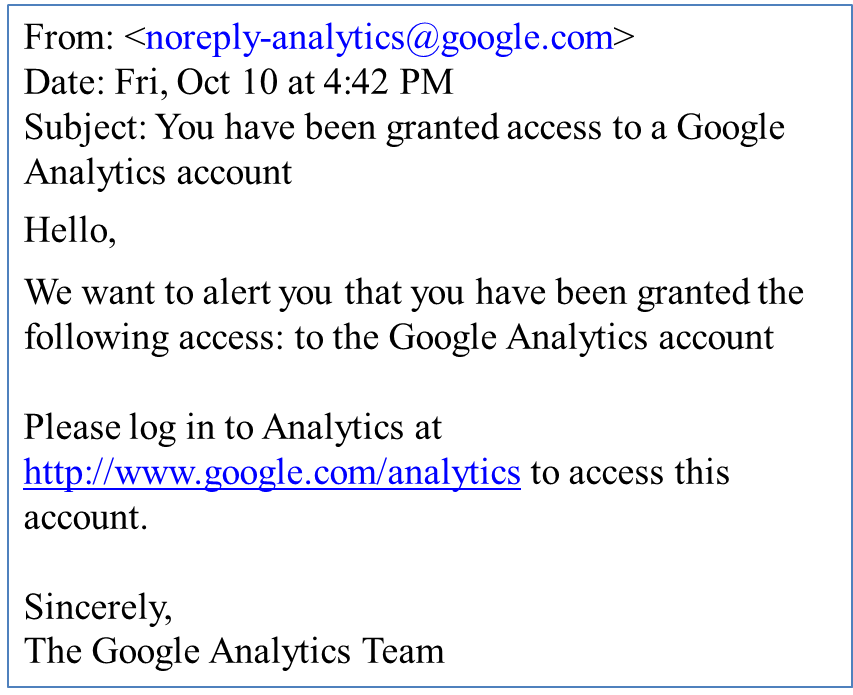 From: <noreply-analytics@google.com>
Date: Fri, Oct 10 at 4:42 PM
Subject: You have been granted access to a Google
Analytics account
Hello,
We want to alert you that you have been granted the
following access: to the Google Analytics account
Please log in to Analytics at
http://www.google.com/analytics to access this
account.
Sincerely,
The Google Analytics Team